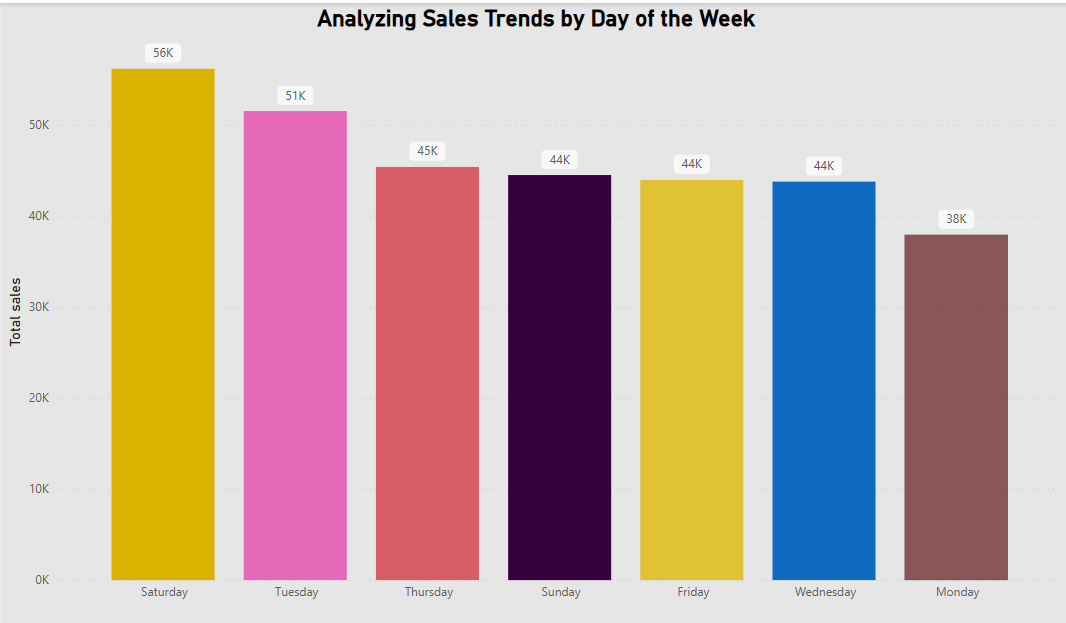 Analyzing Sales Trends by Day of the Week
56K
51K
45K
44K
44K
44K
38K
50K
40K
30K
20K
10K
0K
Total sales
Saturday Tuesday Thursday Sunday Friday Wednesday Monday